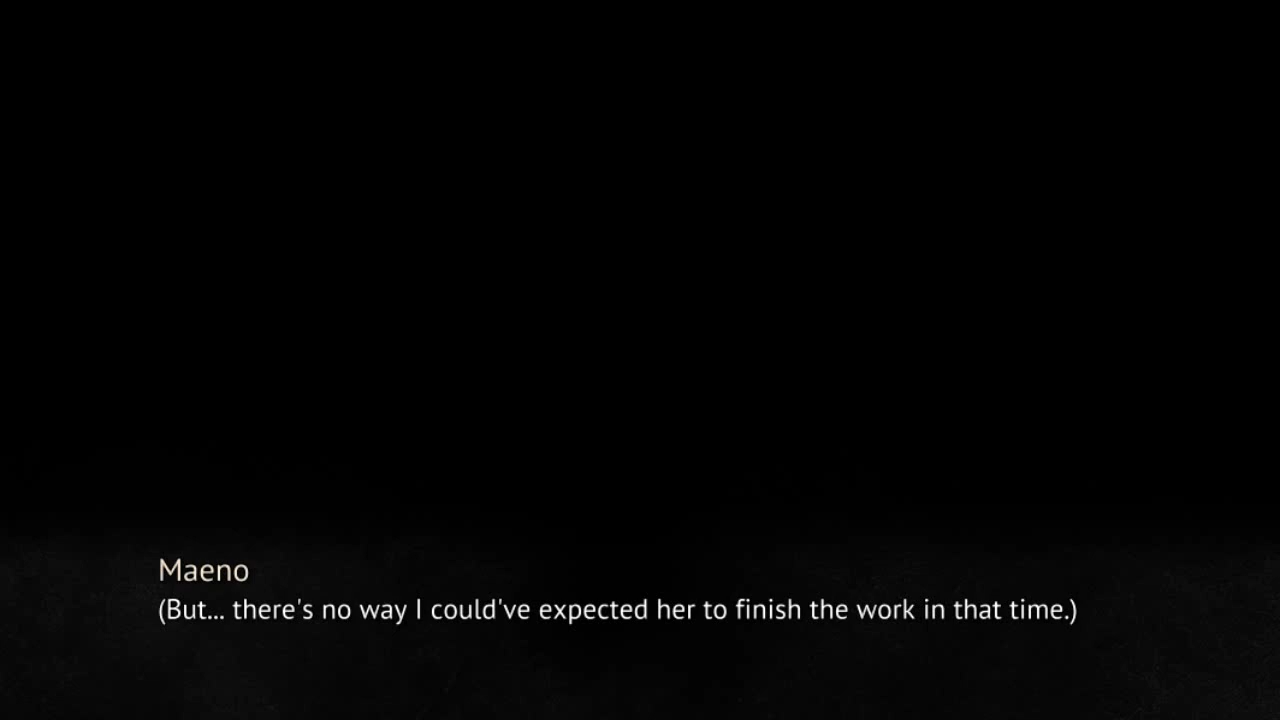 Maeno
(But... there's no way I could've expected her to finish the work in that time.)